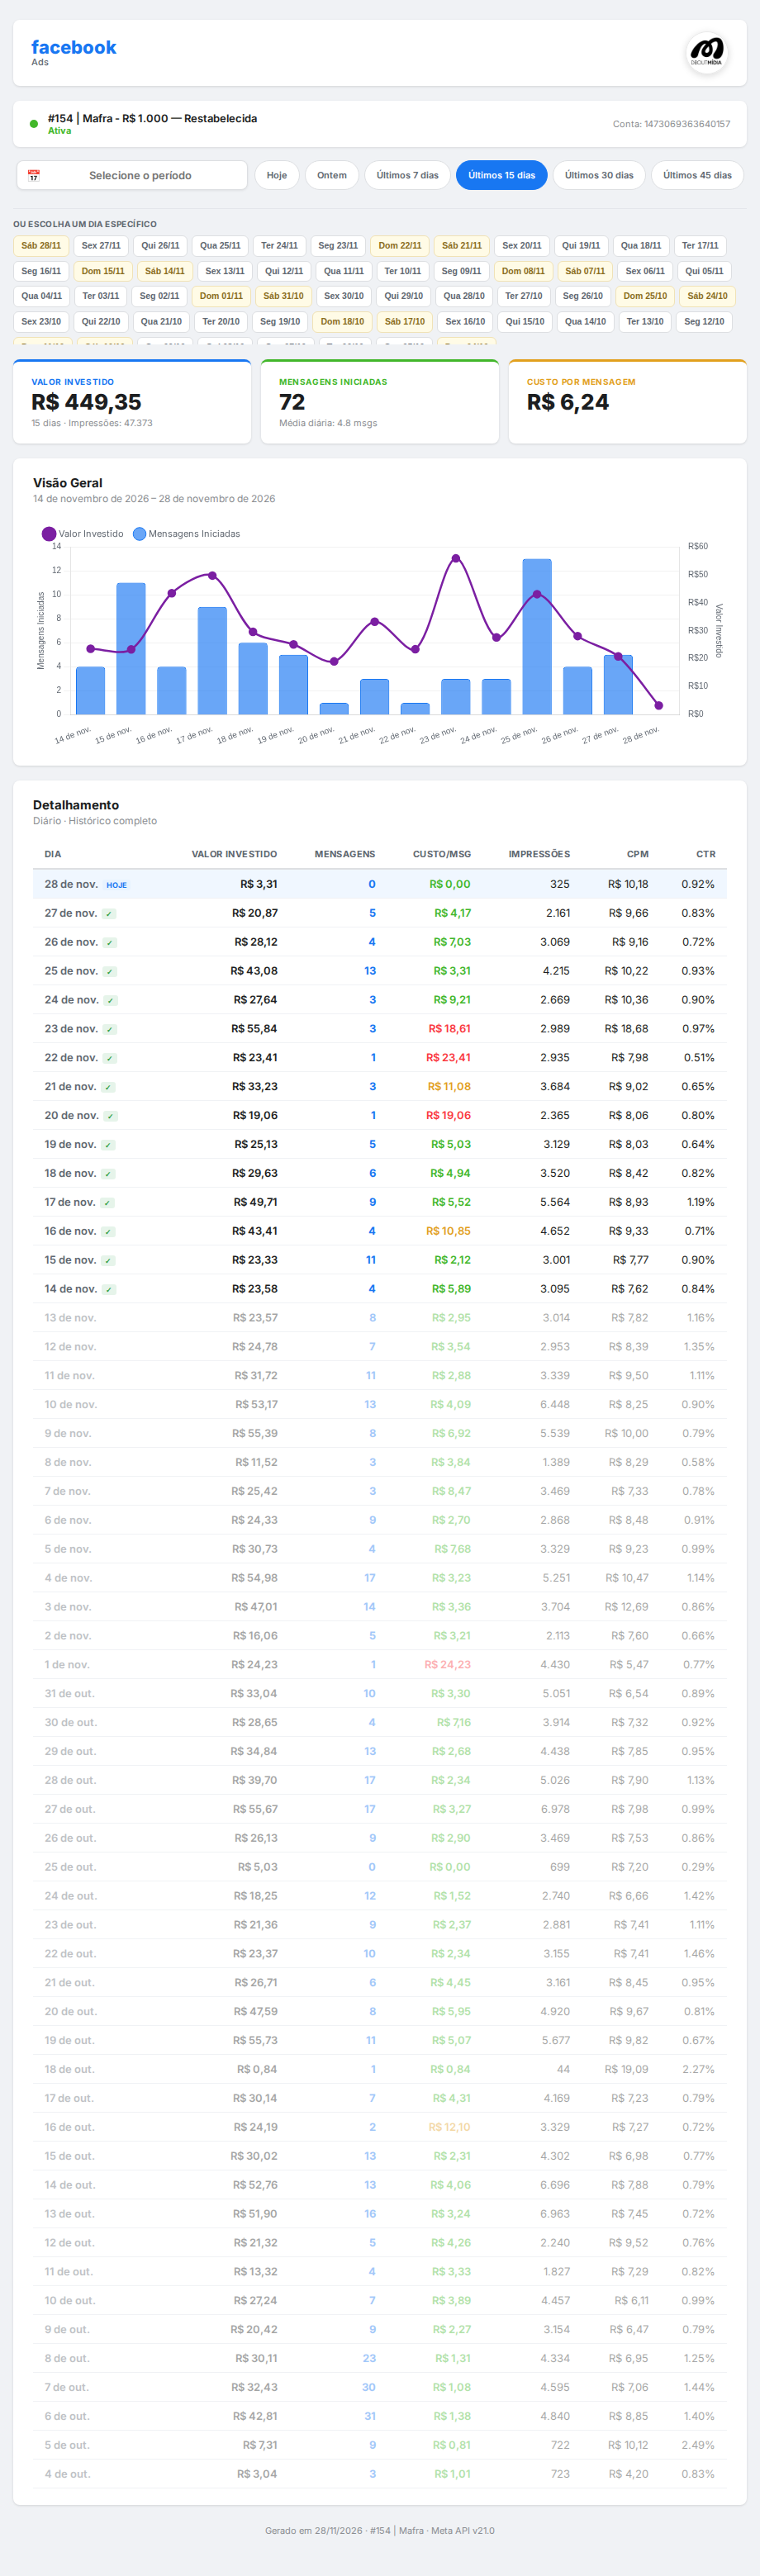 facebook
Ads
DEBOUTMÍDIA
#154 | Mafra - R$ 1.000 — Restabelecida
Ativa
Conta: 1473069363640157
Selecione o período
Hoje
Ontem
Últimos 7 dias
Últimos 15 dias
Últimos 30 dias
Últimos 45 dias
OU ESCOLHA UM DIA ESPECÍFICO
Sáb 28/11 Sex 27/11 Qui 26/11 Qua 25/11 Ter 24/11 Seg 23/11 Dom 22/11 Sáb 21/11 Sex 20/11 Qui 19/11 Qua 18/11 Ter 17/11
Seg 16/11 Dom 15/11 Sáb 14/11 Sex 13/11 Qui 12/11 Qua 11/11 Ter 10/11 Seg 09/11 Dom 08/11 Sáb 07/11 Sex 06/11 Qui 05/11
Qua 04/11 Ter 03/11 Seg 02/11 Dom 01/11 Sáb 31/10 Sex 30/10 Qui 29/10 Qua 28/10 Ter 27/10 Seg 26/10 Dom 25/10 Sáb 24/10
Sex 23/10 Qui 22/10 Qua 21/10 Ter 20/10 Seg 19/10 Dom 18/10 Sáb 17/10 Sex 16/10 Qui 15/10 Qua 14/10 Ter 13/10 Seg 12/10
VALOR INVESTIDO
R$ 449,35
15 dias · Impressões: 47.373
MENSAGENS INICIADAS
72
Média diária: 4.8 msgs
CUSTO POR MENSAGEM
R$ 6,24
Visão Geral
14 de novembro de 2026 – 28 de novembro de 2026
Valor Investido Mensagens Iniciadas
14
12
10
8
6
4
2
0
Mensagens Iniciadas
R$60
R$50
R$40
R$30
R$20
R$10
R$0
Valor Investido
14 de nov. 15 de nov. 16 de nov. 17 de nov. 18 de nov. 19 de nov. 20 de nov. 21 de nov. 22 de nov. 23 de nov. 24 de nov. 25 de nov. 26 de nov. 27 de nov. 28 de nov.
Detalhamento
Diário · Histórico completo
DIA VALOR INVESTIDO MENSAGENS CUSTO/MSG IMPRESSÕES CPM CTR
28 de nov. HOJE R$ 3,31 0 R$ 0,00 325 R$ 10,18 0.92%
27 de nov. ✓ R$ 20,87 5 R$ 4,17 2.161 R$ 9,66 0.83%
26 de nov. ✓ R$ 28,12 4 R$ 7,03 3.069 R$ 9,16 0.72%
25 de nov. ✓ R$ 43,08 13 R$ 3,31 4.215 R$ 10,22 0.93%
24 de nov. ✓ R$ 27,64 3 R$ 9,21 2.669 R$ 10,36 0.90%
23 de nov. ✓ R$ 55,84 3 R$ 18,61 2.989 R$ 18,68 0.97%
22 de nov. ✓ R$ 23,41 1 R$ 23,41 2.935 R$ 7,98 0.51%
21 de nov. ✓ R$ 33,23 3 R$ 11,08 3.684 R$ 9,02 0.65%
20 de nov. ✓ R$ 19,06 1 R$ 19,06 2.365 R$ 8,06 0.80%
19 de nov. ✓ R$ 25,13 5 R$ 5,03 3.129 R$ 8,03 0.64%
18 de nov. ✓ R$ 29,63 6 R$ 4,94 3.520 R$ 8,42 0.82%
17 de nov. ✓ R$ 49,71 9 R$ 5,52 5.564 R$ 8,93 1.19%
16 de nov. ✓ R$ 43,41 4 R$ 10,85 4.652 R$ 9,33 0.71%
15 de nov. ✓ R$ 23,33 11 R$ 2,12 3.001 R$ 7,77 0.90%
14 de nov. ✓ R$ 23,58 4 R$ 5,89 3.095 R$ 7,62 0.84%
13 de nov. R$ 23,57 8 R$ 2,95 3.014 R$ 7,82 1.16%
12 de nov. R$ 24,78 7 R$ 3,54 2.953 R$ 8,39 1.35%
11 de nov. R$ 31,72 11 R$ 2,88 3.339 R$ 9,50 1.11%
10 de nov. R$ 53,17 13 R$ 4,09 6.448 R$ 8,25 0.90%
9 de nov. R$ 55,39 8 R$ 6,92 5.539 R$ 10,00 0.79%
8 de nov. R$ 11,52 3 R$ 3,84 1.389 R$ 8,29 0.58%
7 de nov. R$ 25,42 3 R$ 8,47 3.469 R$ 7,33 0.78%
6 de nov. R$ 24,33 9 R$ 2,70 2.868 R$ 8,48 0.91%
5 de nov. R$ 30,73 4 R$ 7,68 3.329 R$ 9,23 0.99%
4 de nov. R$ 54,98 17 R$ 3,23 5.251 R$ 10,47 1.14%
3 de nov. R$ 47,01 14 R$ 3,36 3.704 R$ 12,69 0.86%
2 de nov. R$ 16,06 5 R$ 3,21 2.113 R$ 7,60 0.66%
1 de nov. R$ 24,23 1 R$ 24,23 4.430 R$ 5,47 0.77%
31 de out. R$ 33,04 10 R$ 3,30 5.051 R$ 6,54 0.89%
30 de out. R$ 28,65 4 R$ 7,16 3.914 R$ 7,32 0.92%
29 de out. R$ 34,84 13 R$ 2,68 4.438 R$ 7,85 0.95%
28 de out. R$ 39,70 17 R$ 2,34 5.026 R$ 7,90 1.13%
27 de out. R$ 55,67 17 R$ 3,27 6.978 R$ 7,98 0.99%
26 de out. R$ 26,13 9 R$ 2,90 3.469 R$ 7,53 0.86%
25 de out. R$ 5,03 0 R$ 0,00 699 R$ 7,20 0.29%
24 de out. R$ 18,25 12 R$ 1,52 2.740 R$ 6,66 1.42%
23 de out. R$ 21,36 9 R$ 2,37 2.881 R$ 7,41 1.11%
22 de out. R$ 23,37 10 R$ 2,34 3.155 R$ 7,41 1.46%
21 de out. R$ 26,71 6 R$ 4,45 3.161 R$ 8,45 0.95%
20 de out. R$ 47,59 8 R$ 5,95 4.920 R$ 9,67 0.81%
19 de out. R$ 55,73 11 R$ 5,07 5.677 R$ 9,82 0.67%
18 de out. R$ 0,84 1 R$ 0,84 44 R$ 19,09 2.27%
17 de out. R$ 30,14 7 R$ 4,31 4.169 R$ 7,23 0.79%
16 de out. R$ 24,19 2 R$ 12,10 3.329 R$ 7,27 0.72%
15 de out. R$ 30,02 13 R$ 2,31 4.302 R$ 6,98 0.77%
14 de out. R$ 52,76 13 R$ 4,06 6.696 R$ 7,88 0.79%
13 de out. R$ 51,90 16 R$ 3,24 6.963 R$ 7,45 0.72%
12 de out. R$ 21,32 5 R$ 4,26 2.240 R$ 9,52 0.76%
11 de out. R$ 13,32 4 R$ 3,33 1.827 R$ 7,29 0.82%
10 de out. R$ 27,24 7 R$ 3,89 4.457 R$ 6,11 0.99%
9 de out. R$ 20,42 9 R$ 2,27 3.154 R$ 6,47 0.79%
8 de out. R$ 30,11 23 R$ 1,31 4.334 R$ 6,95 1.25%
7 de out. R$ 32,43 30 R$ 1,08 4.595 R$ 7,06 1.44%
6 de out. R$ 42,81 31 R$ 1,38 4.840 R$ 8,85 1.40%
5 de out. R$ 7,31 9 R$ 0,81 722 R$ 10,12 2.49%
4 de out. R$ 3,04 3 R$ 1,01 723 R$ 4,20 0.83%
Gerado em 28/11/2026 · #154 | Mafra · Meta API v21.0